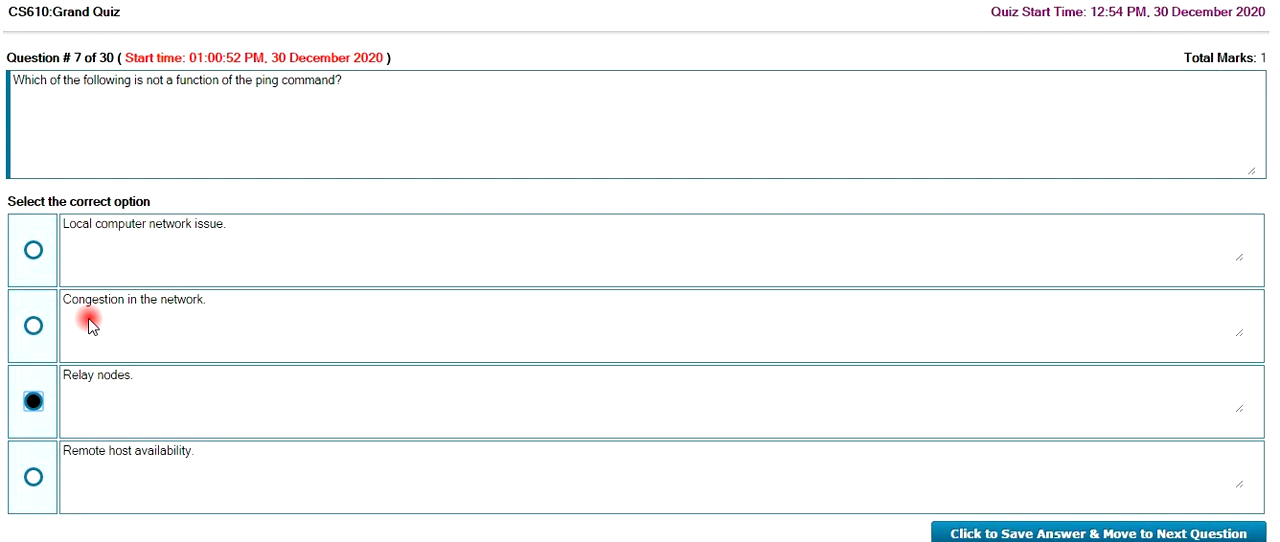 CS610:Grand Quiz
Quiz Start Time: 12:54 PM, 30 December 2020
Question # 7 of 30 ( Start time: 01:00:52 PM, 30 December 2020 )
Total Marks: 1
Which of the following is not a function of the ping command?
Select the correct option
Local computer network issue.
Congestion in the network.
Relay nodes.
Remote host availability.
Click to Save Answer & Move to Next Question